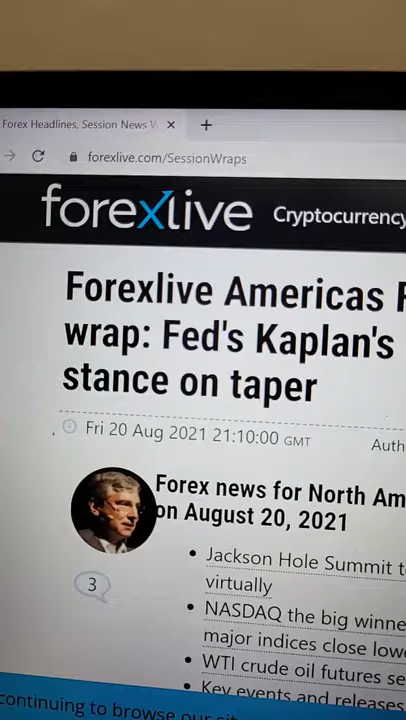 Forex Headlines, Session News W
forexlive.com/SessionWraps
forexlive Cryptocurrency
Forexlive Americas F
wrap: Fed's Kaplan's
stance on taper
Fri 20 Aug 2021 21:10:00 GMT Auth
Forex news for North Am
on August 20, 2021
3
• Jackson Hole Summit t
virtually
• NASDAQ the big winne
major indices close lowe
• WTI crude oil futures se
• Key events and releases
continuing to browse our sit